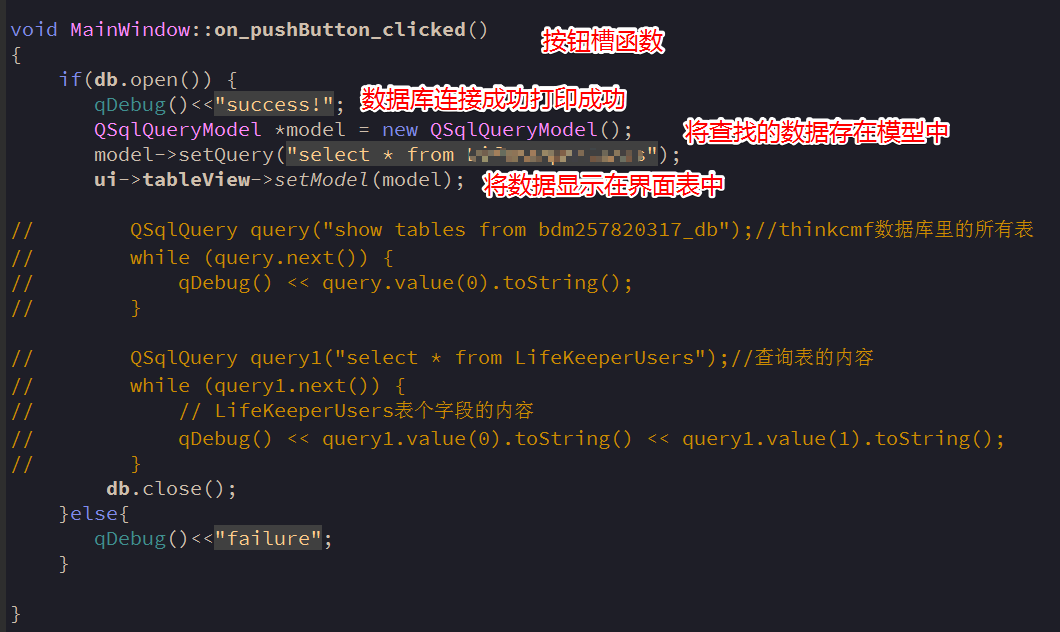 void MainWindow::on_pushButton_clicked() 按钮槽函数
{
if(db.open()) {
qDebug()<<"success!"; 数据库连接成功打印成功
QSqlQueryModel *model = new QSqlQueryModel(); 将查找的数据存在模型中
model->setQuery("select * from s");
ui->tableView->setModel(model); 将数据显示在界面表中
// QSqlQuery query("show tables from bdm257820317_db");//thinkcmf数据库里的所有表
// while (query.next()) {
// qDebug() << query.value(0).toString();
// }
// QSqlQuery query1("select * from LifeKeeperUsers");//查询表的内容
// while (query1.next()) {
// // LifeKeeperUsers表个字段的内容
// qDebug() << query1.value(0).toString() << query1.value(1).toString();
// }
db.close();
}else{
qDebug()<<"failure";
}
}